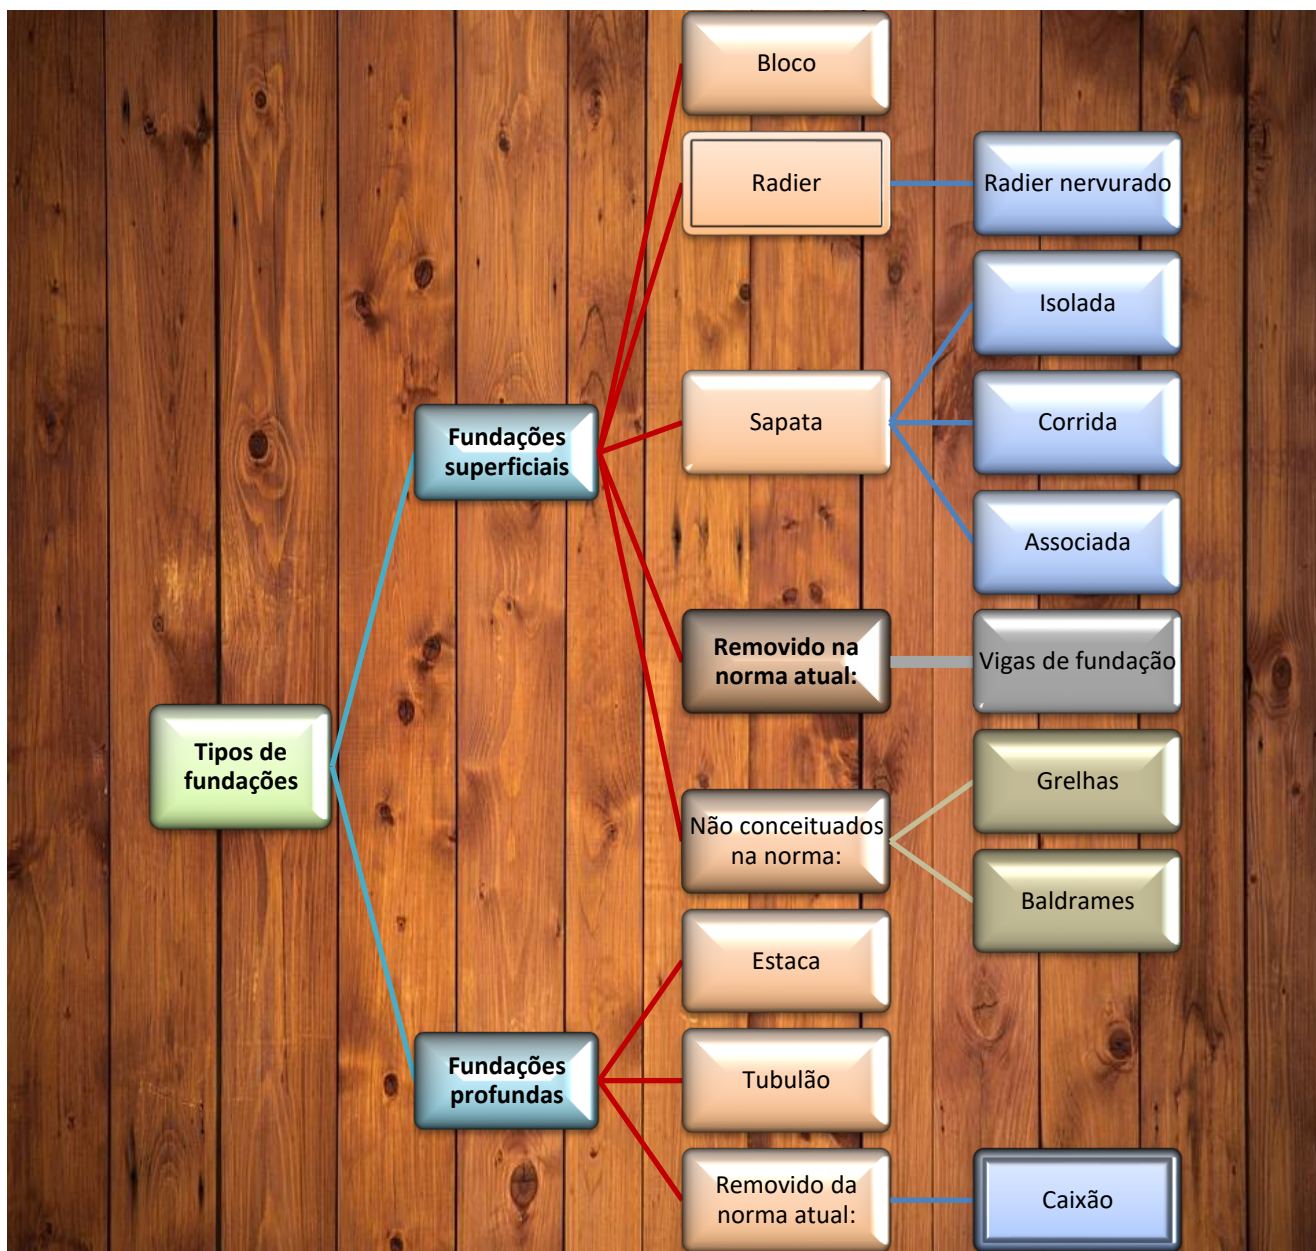 Bloco
Radier
Radier nervurado
Isolada
Sapata
Corrida
Associada
Fundações
superficiais
Removido na
norma atual:
Vigas de fundação
Tipos de
fundações
Não conceituados
na norma:
Grelhas
Baldrames
Estaca
Fundações
profundas
Tubulão
Removido da
norma atual:
Caixão